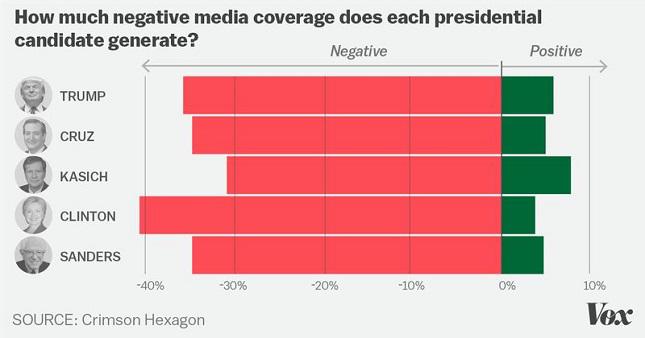 How much negative media coverage does each presidential
candidate generate?
Negative Positive
TRUMP
CRUZ
KASICH
CLINTON
SANDERS
-40% -30% -20% -10% 0% 10%
SOURCE: Crimson Hexagon
Vox